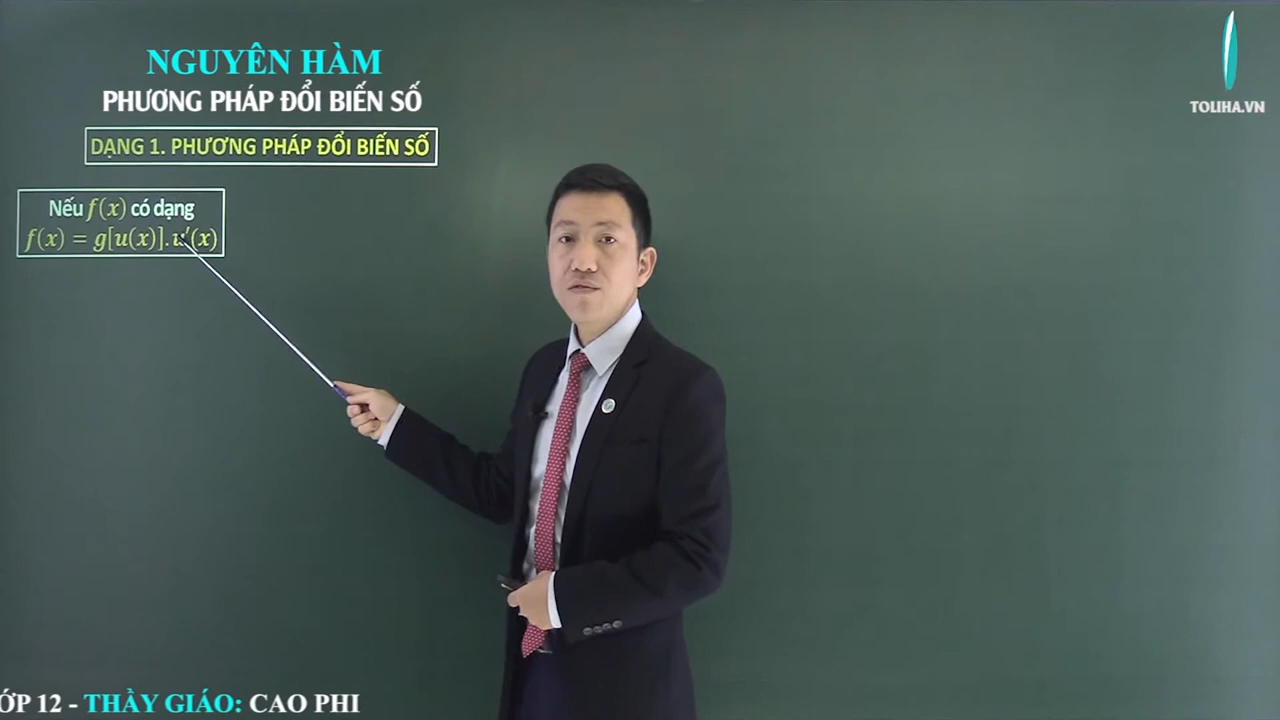 NGUYÊN HÀM
PHƯƠNG PHÁP ĐỔI BIẾN SỐ
DẠNG 1. PHƯƠNG PHÁP ĐỔI BIẾN SỐ
Nếu f(x) có dạng
f(x) = g[u(x)].u'(x)
TOLIHA.VN
ỚP 12 - THẦY GIÁO: CAO PHI